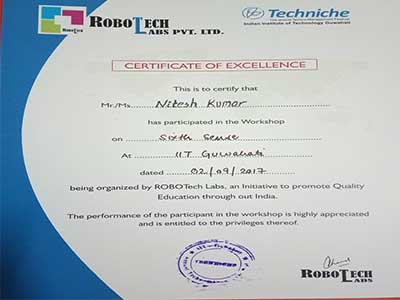 ROBOTECH
LABS PVT. LTD.
Techniche
Indian Institute of Technology Guwahati
CERTIFICATE OF EXCELLENCE
This is to certify that
Mr./Ms. Nitesh Kumar
has participated in the Workshop
on Sixth Sense
At IIT Guwahati
dated 02/09/2017
being organized by ROBOTech Labs, an Initiative to promote Quality
Education through out India.
The performance of the participant in the workshop is highly appreciated
and is entitled to the privileges thereof.
ROBOTECH
LABS